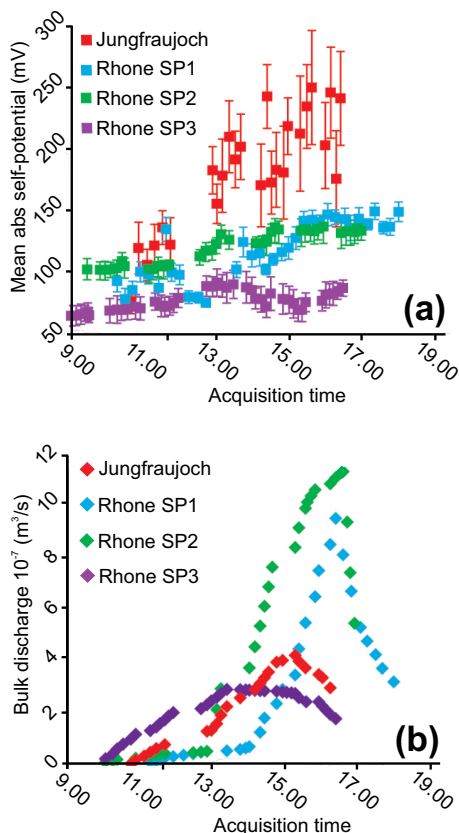 300
250
200
150
100
50
Mean abs self-potential (mV)
Jungfraujoch
Rhone SP1
Rhone SP2
Rhone SP3
(a)
9.00
11.00
13.00
15.00
17.00
19.00
Acquisition time
12
10
8
6
4
2
0
Bulk discharge 10⁻⁷ (m³/s)
Jungfraujoch
Rhone SP1
Rhone SP2
Rhone SP3
(b)
9.00
11.00
13.00
15.00
17.00
19.00
Acquisition time